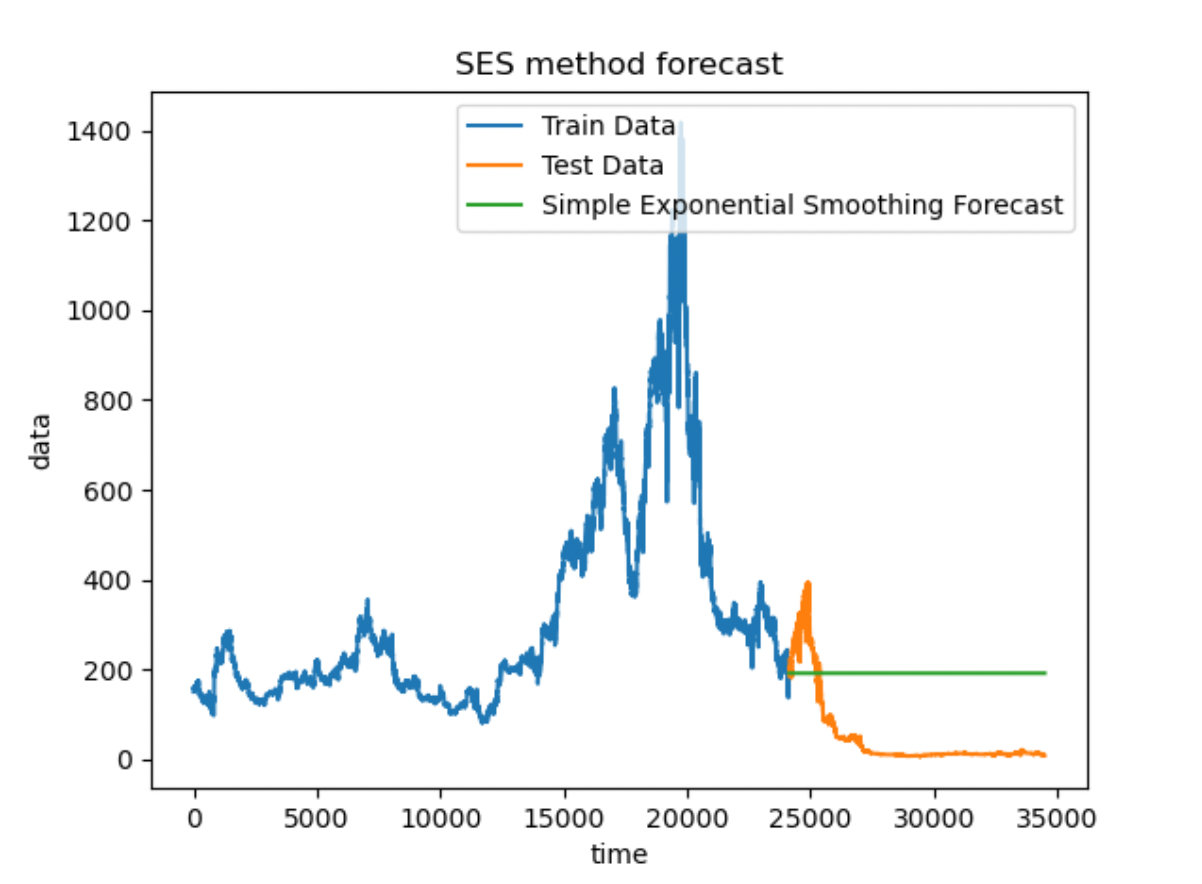 SES method forecast
Train Data
Test Data
Simple Exponential Smoothing Forecast
1400
1200
1000
800
600
400
200
0
data
0 5000 10000 15000 20000 25000 30000 35000
time